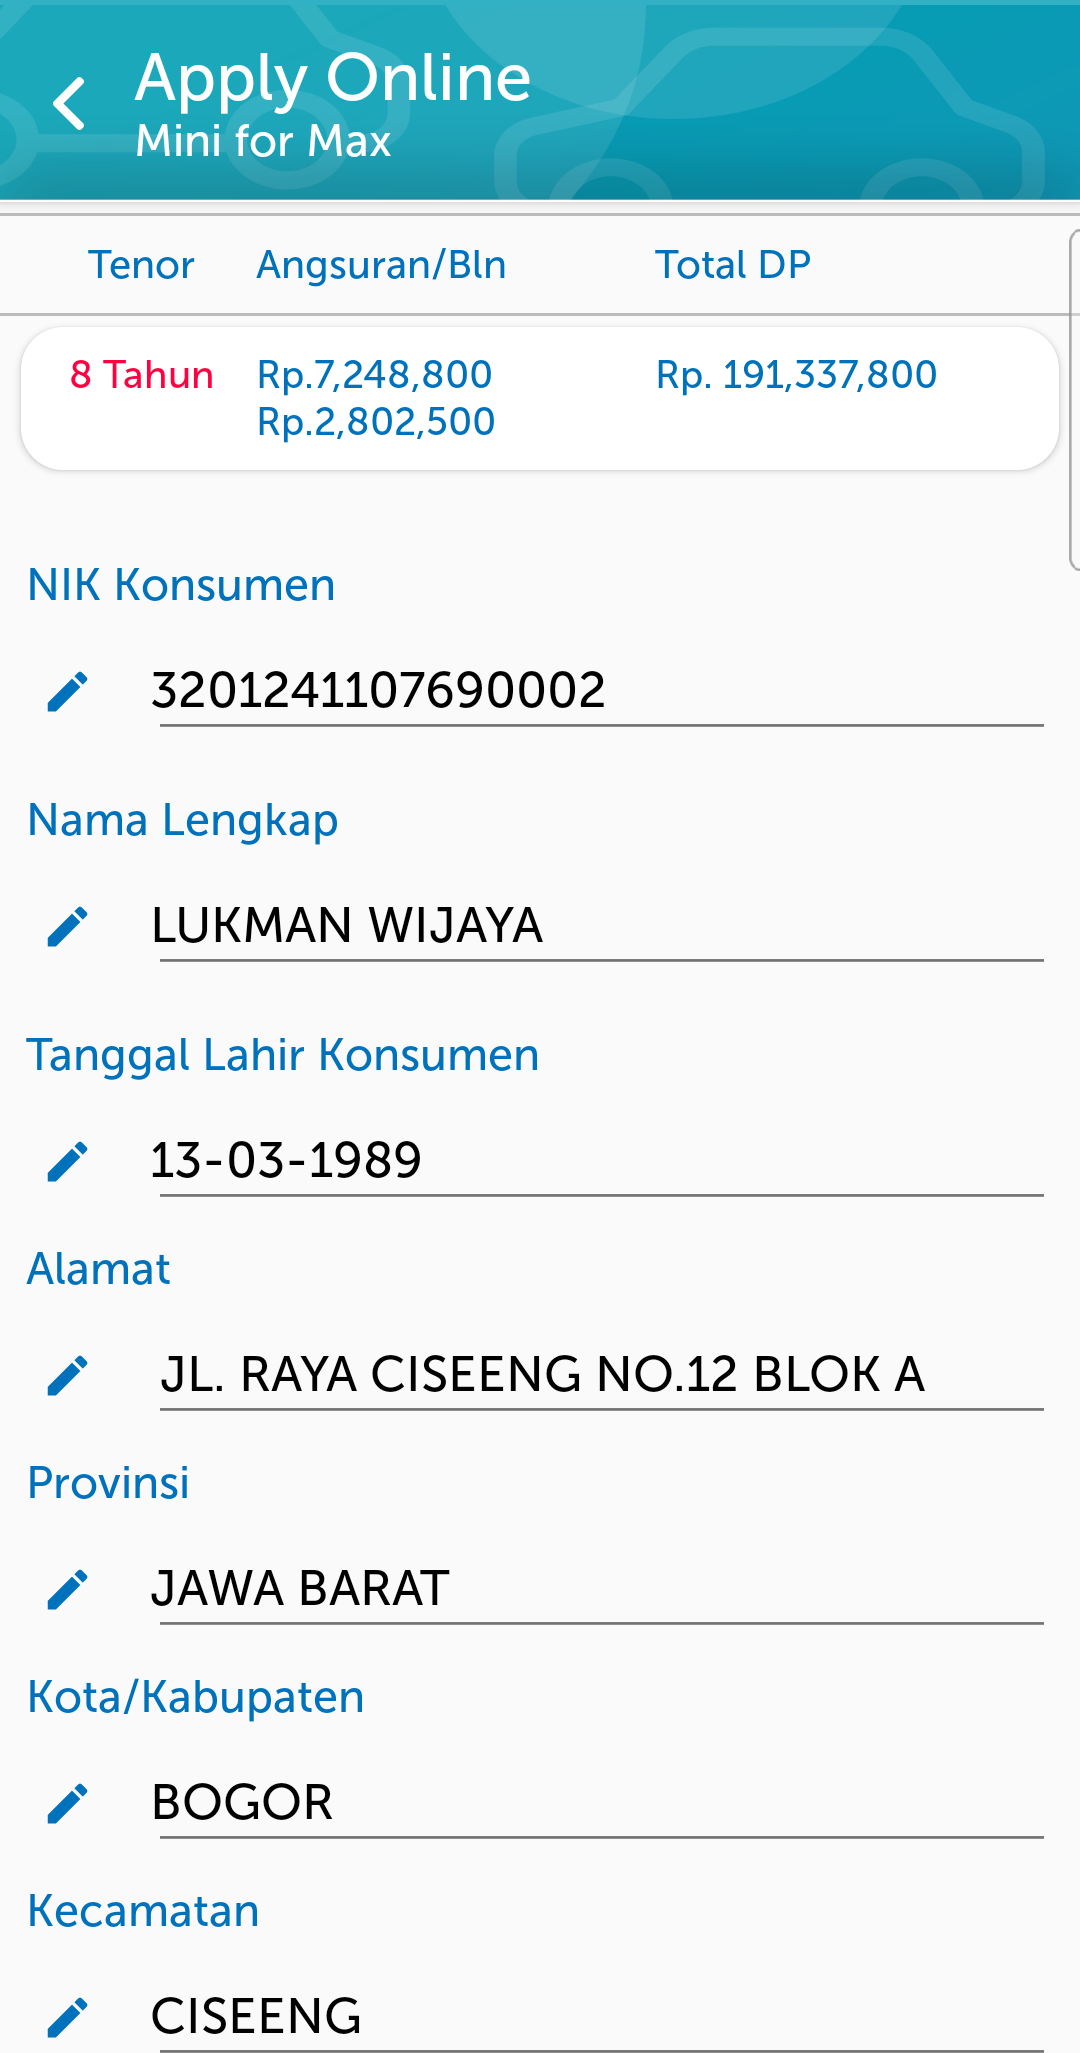 Apply Online
Mini for Max
Tenor Angsuran/Bln Total DP
8 Tahun Rp.7,248,800 Rp. 191,337,800
Rp.2,802,500
NIK Konsumen
3201241107690002
Nama Lengkap
LUKMAN WIJAYA
Tanggal Lahir Konsumen
13-03-1989
Alamat
JL. RAYA CISEENG NO.12 BLOK A
Provinsi
JAWA BARAT
Kota/Kabupaten
BOGOR
Kecamatan
CISEENG